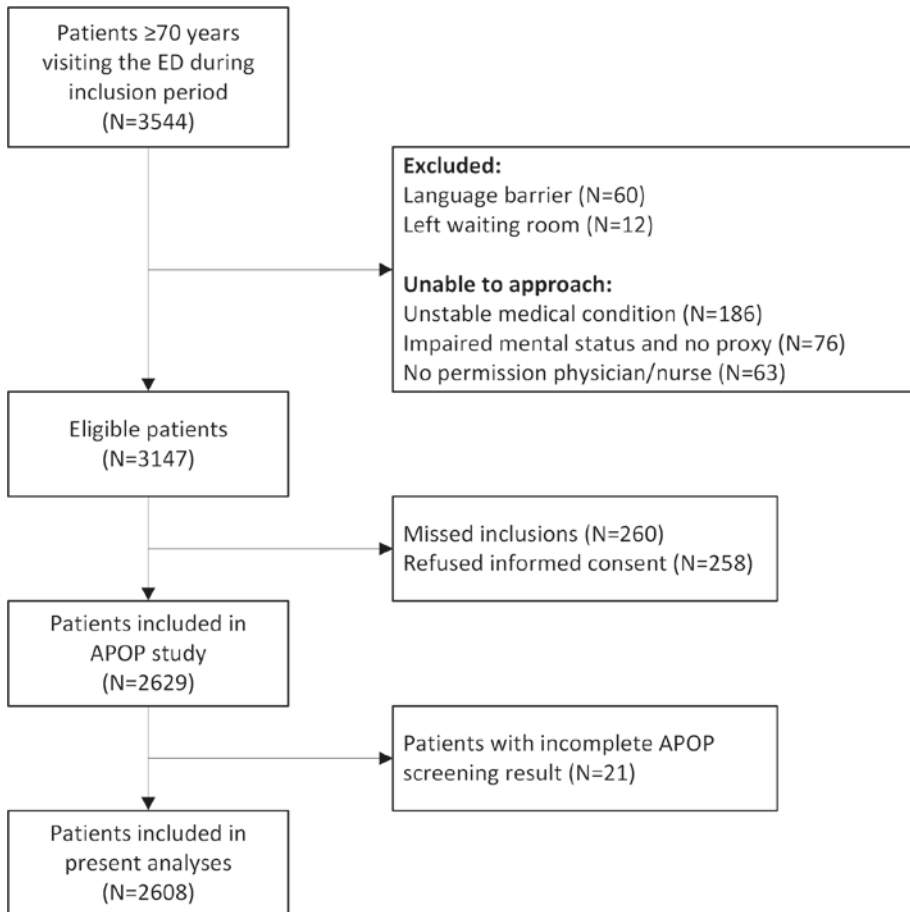 Patients ≥70 years
visiting the ED during
inclusion period
(N=3544)
Excluded:
Language barrier (N=60)
Left waiting room (N=12)
Unable to approach:
Unstable medical condition (N=186)
Impaired mental status and no proxy (N=76)
No permission physician/nurse (N=63)
Eligible patients
(N=3147)
Missed inclusions (N=260)
Refused informed consent (N=258)
Patients included in
APOP study
(N=2629)
Patients with incomplete APOP
screening result (N=21)
Patients included in
present analyses
(N=2608)